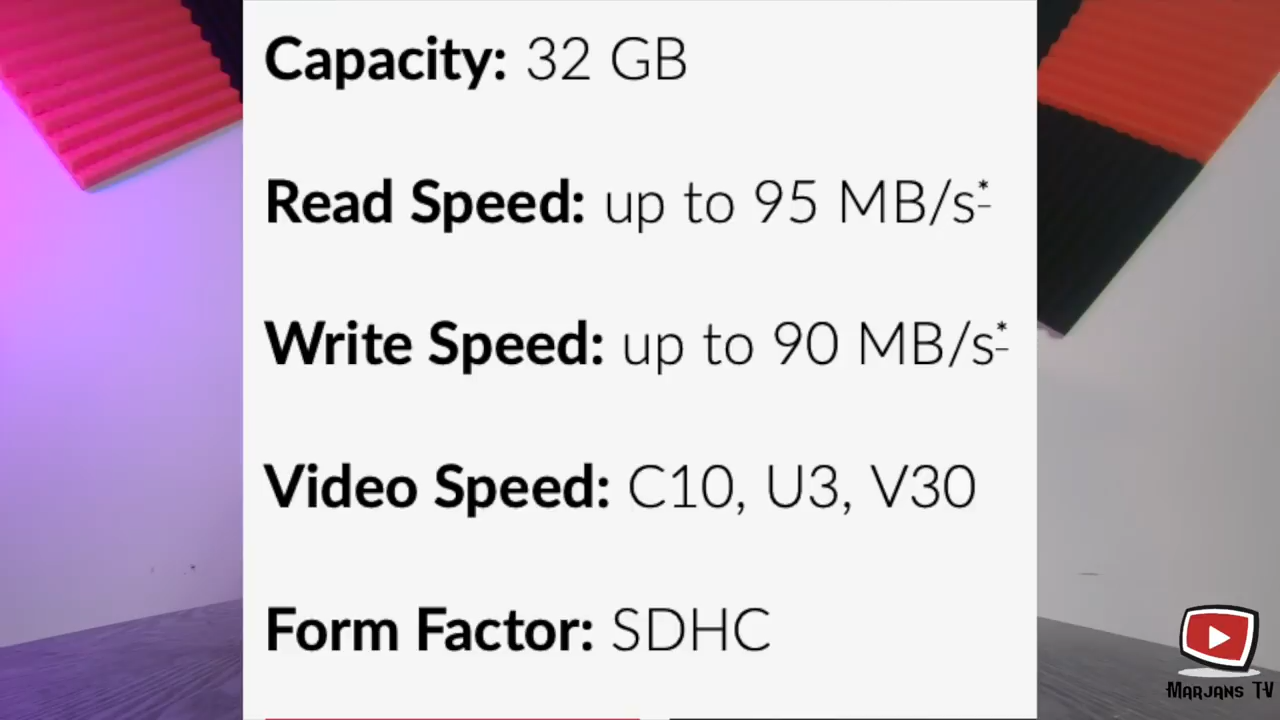 Capacity: 32 GB
Read Speed: up to 95 MB/s*
Write Speed: up to 90 MB/s*
Video Speed: C10, U3, V30
Form Factor: SDHC
Marjans TV